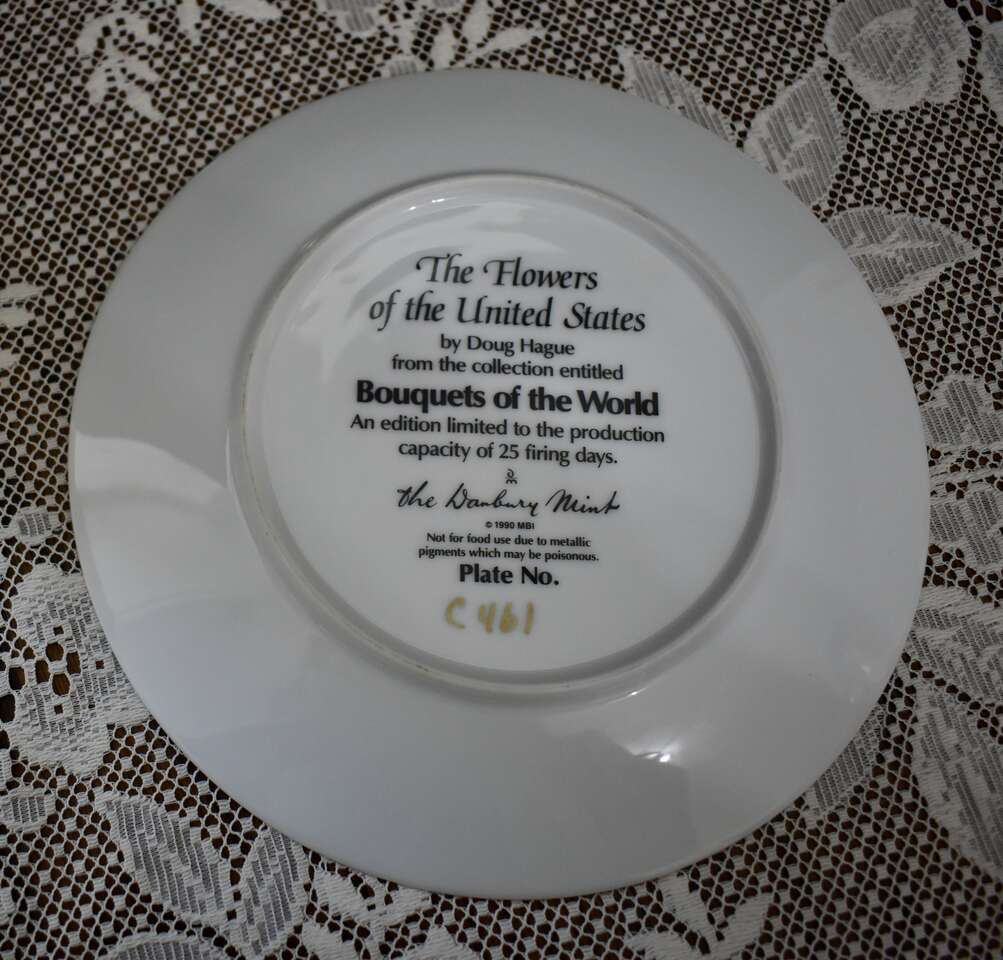 The Flowers
of the United States
by Doug Hague
from the collection entitled
Bouquets of the World
An edition limited to the production
capacity of 25 firing days.
The Danbury Mint
© 1990 MBI
Not for food use due to metallic
pigments which may be poisonous.
Plate No.
C461